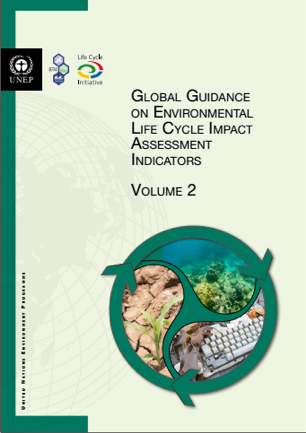 UNEP
SETAC
Life Cycle
Initiative
GLOBAL GUIDANCE
ON ENVIRONMENTAL
LIFE CYCLE IMPACT
ASSESSMENT
INDICATORS
VOLUME 2
UNITED NATIONS ENVIRONMENT PROGRAMME